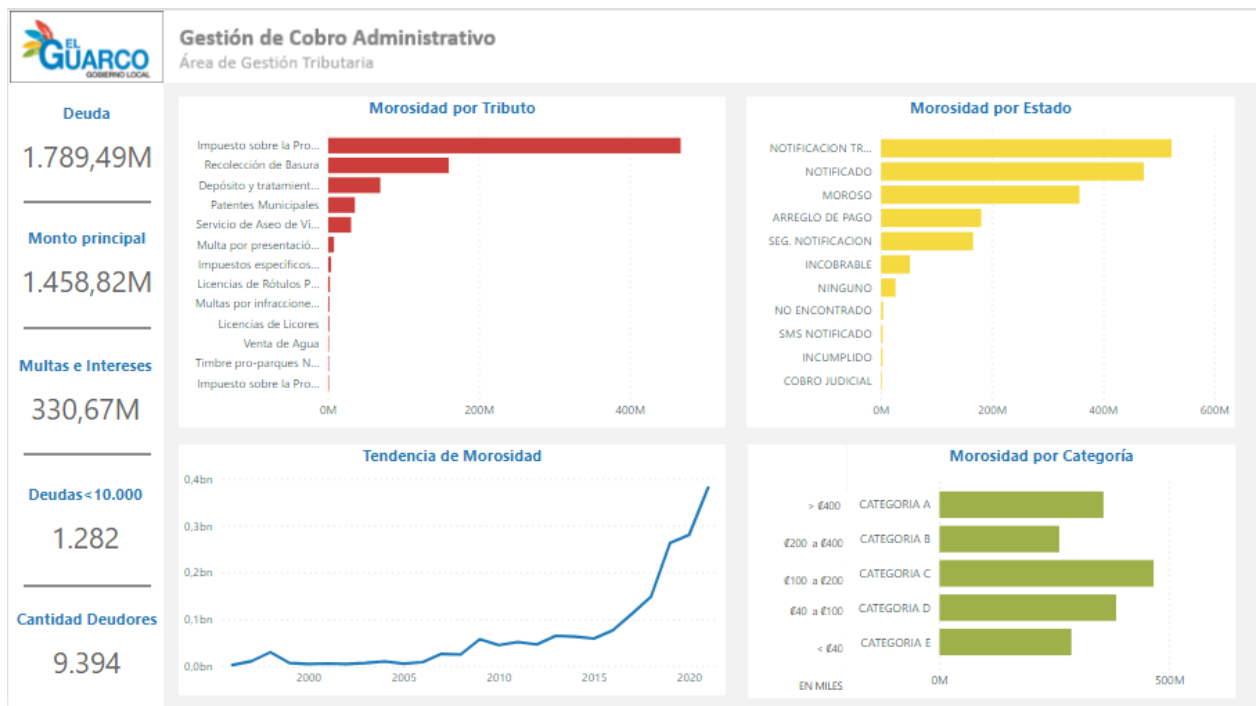 EL
GUARCO
GOBIERNO LOCAL
Gestión de Cobro Administrativo
Área de Gestión Tributaria
Deuda
1.789,49M
Monto principal
1.458,82M
Multas e Intereses
330,67M
Deudas<10.000
1.282
Cantidad Deudores
9.394
Morosidad por Tributo
Impuesto sobre la Pro...
Recolección de Basura
Depósito y tratamient...
Patentes Municipales
Servicio de Aseo de Ví...
Multa por presentació...
Impuestos específicos...
Licencias de Rótulos P...
Multas por infraccione...
Licencias de Licores
Venta de Agua
Timbre pro-parques N...
Impuesto sobre la Pro...
0M 200M 400M
Morosidad por Estado
NOTIFICACION TR...
NOTIFICADO
MOROSO
ARREGLO DE PAGO
SEG. NOTIFICACION
INCOBRABLE
NINGUNO
NO ENCONTRADO
SMS NOTIFICADO
INCUMPLIDO
COBRO JUDICIAL
0M 200M 400M 600M
Tendencia de Morosidad
0,4bn
0,3bn
0,2bn
0,1bn
0,0bn
2000 2005 2010 2015 2020
Morosidad por Categoría
> ₡400 CATEGORIA A
₡200 a ₡400 CATEGORIA B
₡100 a ₡200 CATEGORIA C
₡40 a ₡100 CATEGORIA D
< ₡40 CATEGORIA E
EN MILES
0M 500M